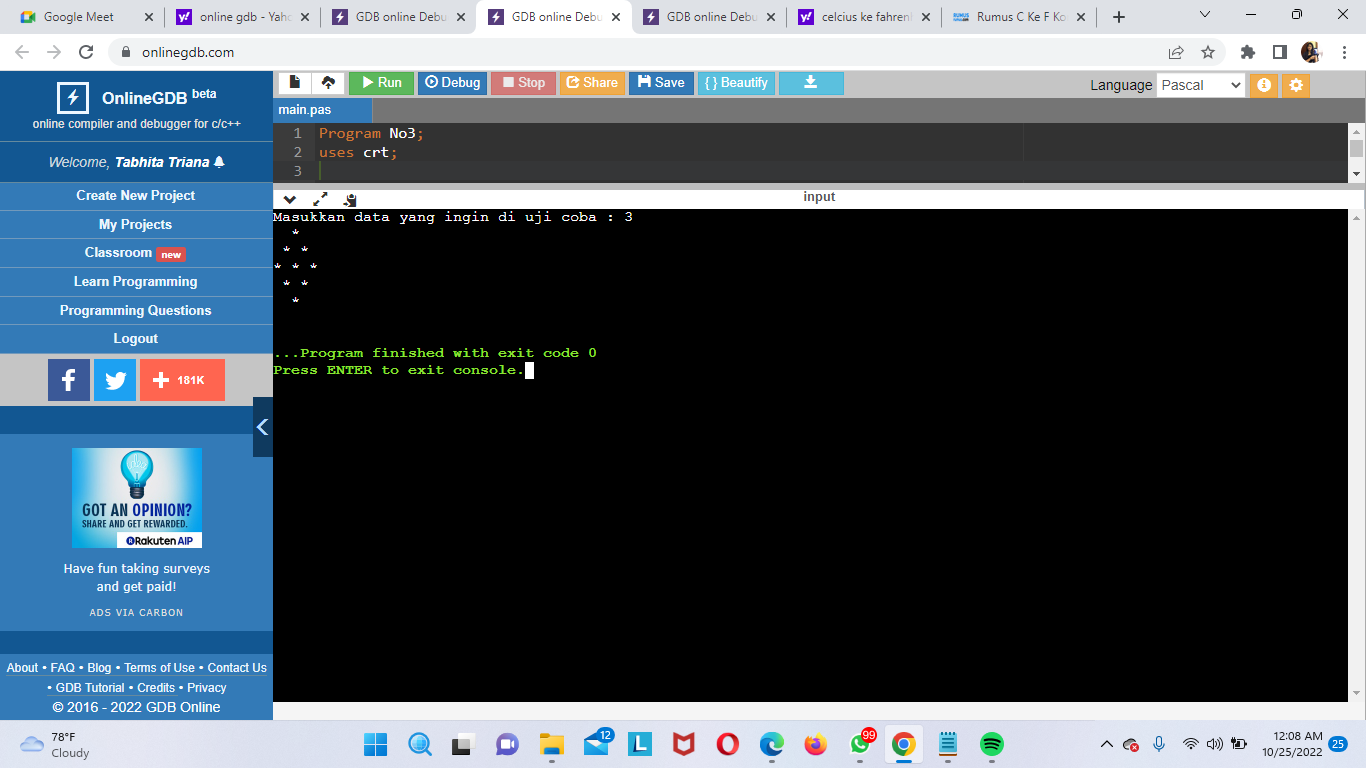 Google Meet
online gdb - Yaho
GDB online Debu
GDB online Debu
GDB online Debu
celcius ke fahrenl
Rumus C Ke F Ko
onlinegdb.com
OnlineGDB beta
online compiler and debugger for c/c++
Welcome, Tabhita Triana
Create New Project
My Projects
Classroom new
Learn Programming
Programming Questions
Logout
181K
GOT AN OPINION?
SHARE AND GET REWARDED.
Rakuten AIP
Have fun taking surveys
and get paid!
ADS VIA CARBON
About • FAQ • Blog • Terms of Use • Contact Us
• GDB Tutorial • Credits • Privacy
© 2016 - 2022 GDB Online
Run Debug Stop Share Save { } Beautify
Language Pascal
main.pas
1 Program No3;
2 uses crt;
3
input
Masukkan data yang ingin di uji coba : 3
  *
 * *
* * *
 * *
  *
...Program finished with exit code 0
Press ENTER to exit console.
78°F
Cloudy
12
99
12:08 AM
10/25/2022
25